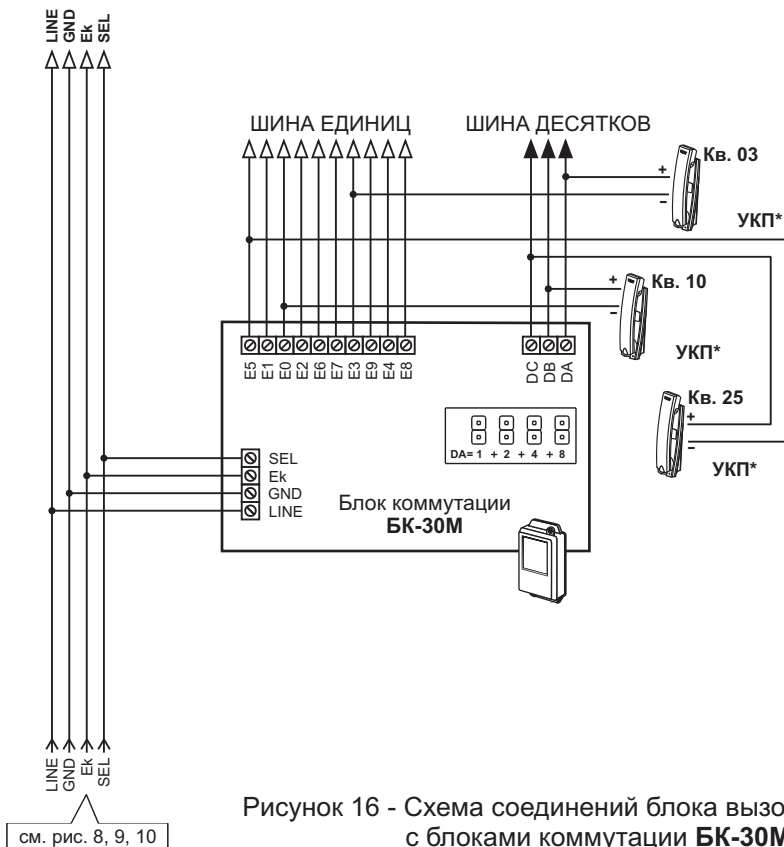 LINE
GND
Ek
SEL
ШИНА ЕДИНИЦ
ШИНА ДЕСЯТКОВ
+
Кв. 03
–
УКП*
+
Кв. 10
–
УКП*
E5
E1
E0
E2
E6
E7
E3
E9
E4
E8
DC
DB
DA
Кв. 25
+
–
УКП*
DA= 1 + 2 + 4 + 8
SEL
Ek
GND
LINE
Блок коммутации
БК-30М
LINE
GND
Ek
SEL
см. рис. 8, 9, 10
Рисунок 16 - Схема соединений блока вызо
с блоками коммутации БК-30М